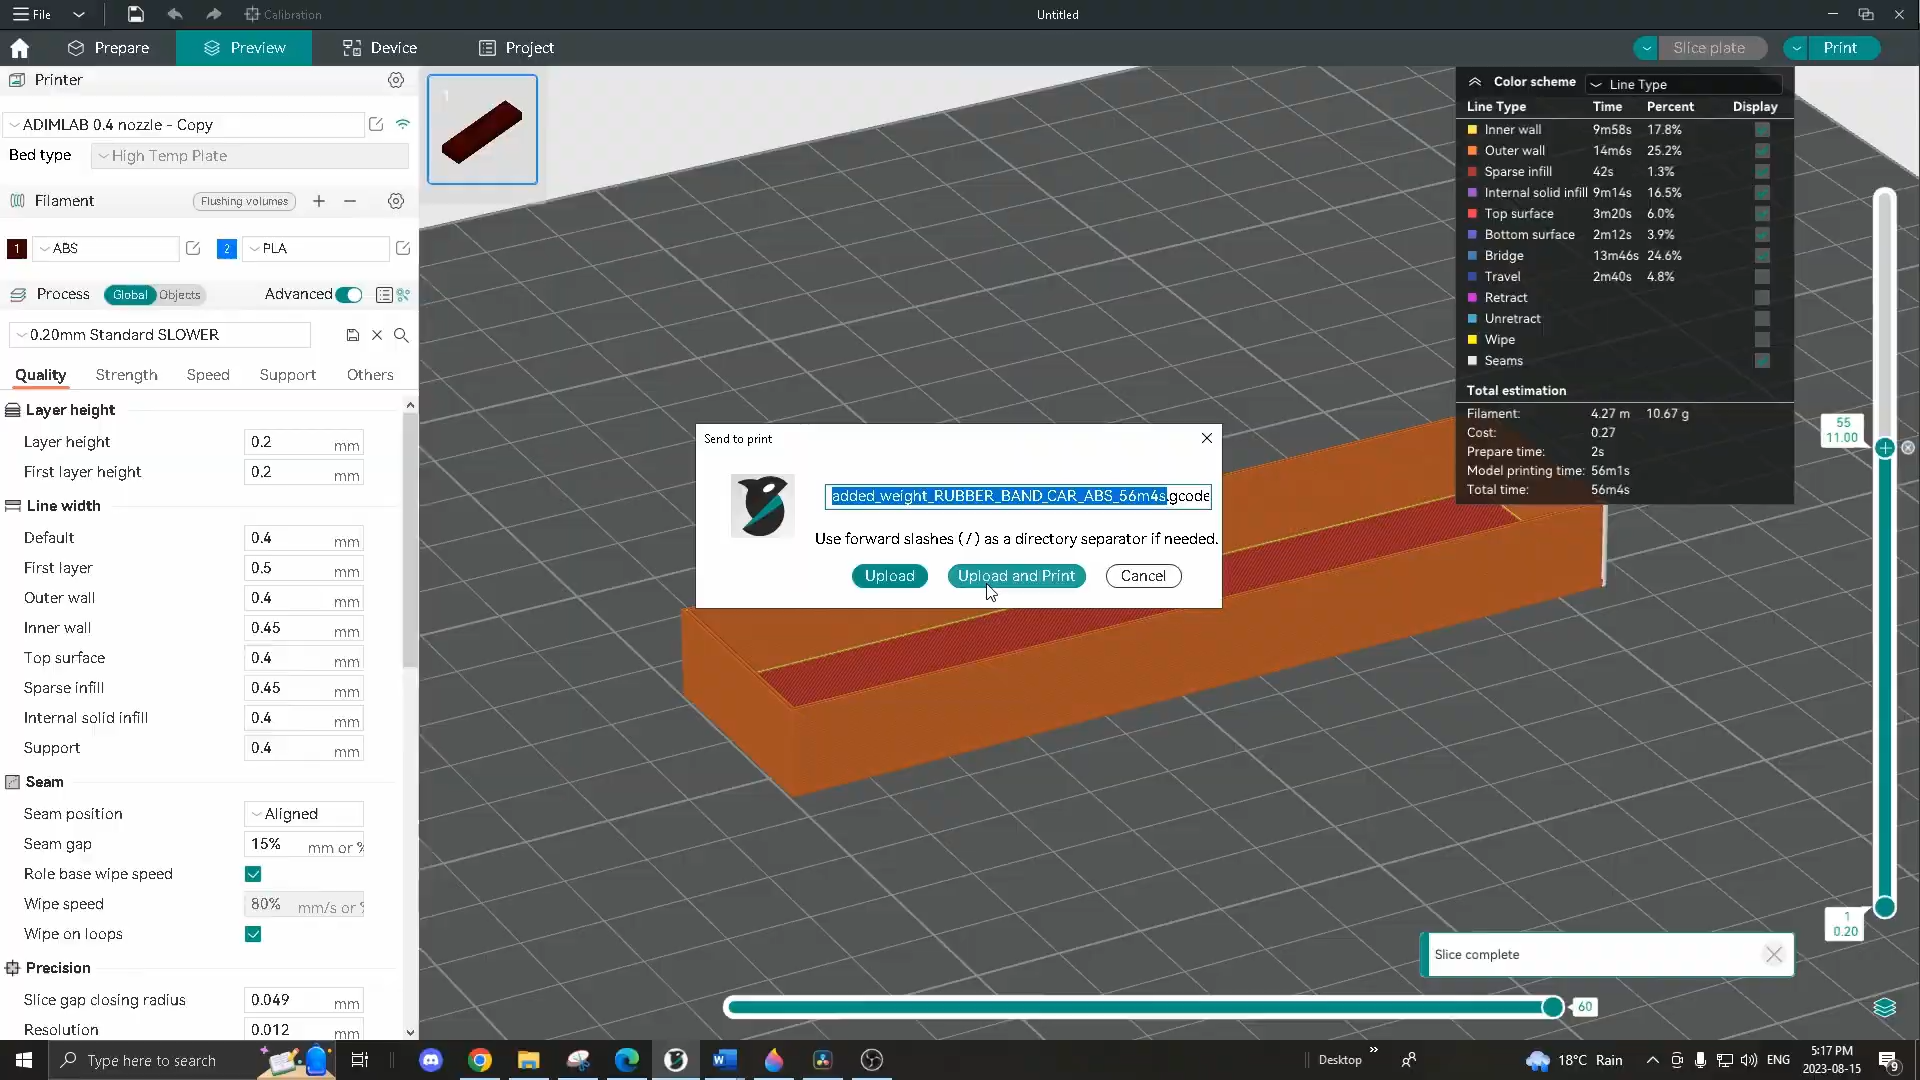 File
Calibration
Untitled
Prepare
Preview
Device
Project
Slice plate
Print
Printer
ADIMLAB 0.4 nozzle - Copy
Bed type
High Temp Plate
Filament
Flushing volumes
1
ABS
2
PLA
Process
Global
Objects
Advanced
0.20mm Standard SLOWER
Quality
Strength
Speed
Support
Others
Layer height
Layer height 0.2 mm
First layer height 0.2 mm
Line width
Default 0.4 mm
First layer 0.5 mm
Outer wall 0.4 mm
Inner wall 0.45 mm
Top surface 0.4 mm
Sparse infill 0.45 mm
Internal solid infill 0.4 mm
Support 0.4 mm
Seam
Seam position Aligned
Seam gap 15% mm or %
Role base wipe speed
Wipe speed 80% mm/s or %
Wipe on loops
Precision
Slice gap closing radius 0.049 mm
Resolution 0.012 mm
1
Send to print
added_weight_RUBBER_BAND_CAR_ABS_56m4s.gcode
Use forward slashes ( / ) as a directory separator if needed.
Upload
Upload and Print
Cancel
Color scheme Line Type
Line Type Time Percent Display
Inner wall 9m58s 17.8%
Outer wall 14m6s 25.2%
Sparse infill 42s 1.3%
Internal solid infill 9m14s 16.5%
Top surface 3m20s 6.0%
Bottom surface 2m12s 3.9%
Bridge 13m46s 24.6%
Travel 2m40s 4.8%
Retract
Unretract
Wipe
Seams
Total estimation
Filament: 4.27 m 10.67 g
Cost: 0.27
Prepare time: 2s
Model printing time: 56m1s
Total time: 56m4s
55
11.00
1
0.20
Slice complete
60
Type here to search
Desktop
18°C Rain
ENG
5:17 PM
2023-08-15
9